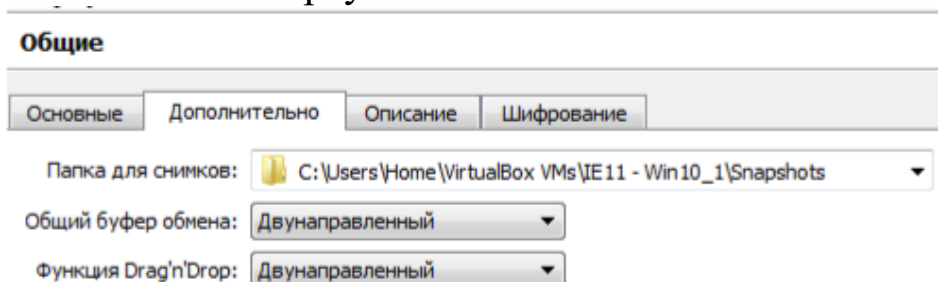 Общие
Основные Дополнительно Описание Шифрование
Папка для снимков: C:\Users\Home\VirtualBox VMs\IE11 - Win10_1\Snapshots
Общий буфер обмена: Двунаправленный
Функция Drag'n'Drop: Двунаправленный